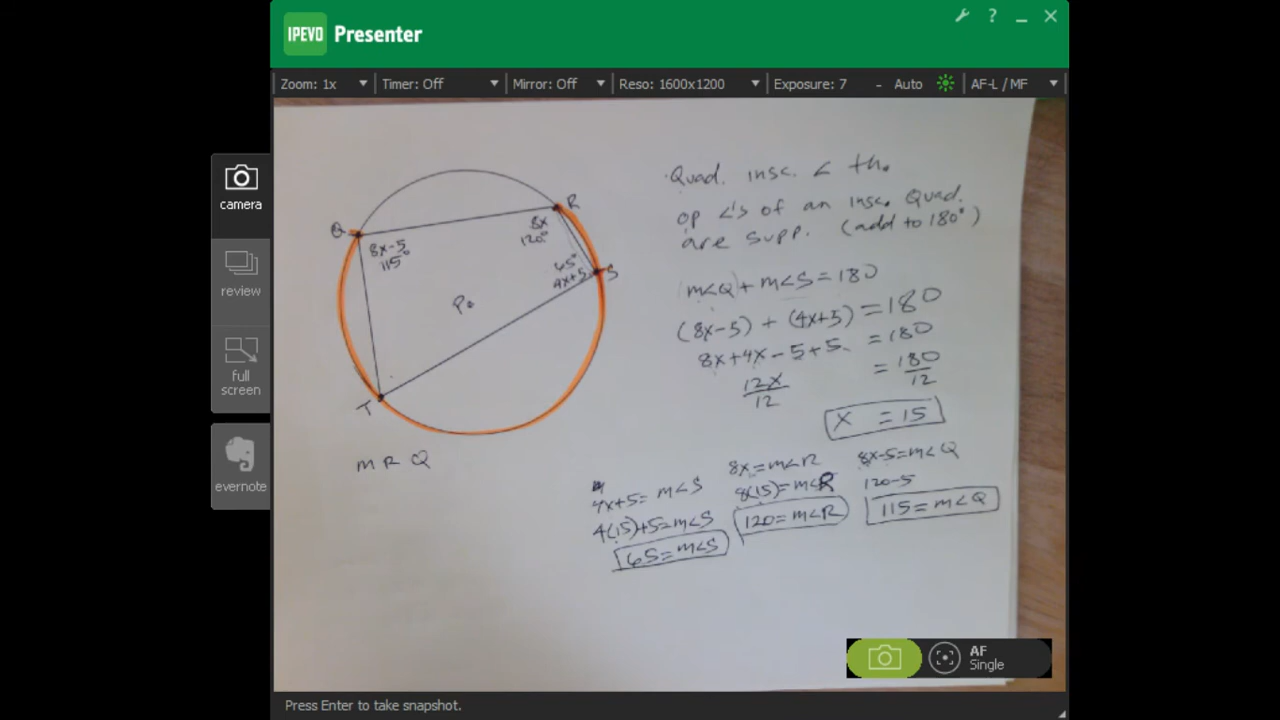 IPEVO Presenter
Zoom: 1x Timer: Off Mirror: Off Reso: 1600x1200 Exposure: 7 - Auto AF-L / MF
camera
review
full
screen
evernote
Q
R
S
T
P
8x-5
115°
8x
120°
65°
4x+5
M R Q
Quad. insc. < th.
op <'s of an insc. Quad.
are supp. (add to 180°)
m<Q + m<S = 180
(8x-5) + (4x+5) = 180
8x+4x-5+5 = 180
12x = 180
12 12
x = 15
4x+5 = m<S
4(15)+5=m<S
65=m<S
8x=m<R
8(15)=m<R
120=m<R
8x-5=m<Q
120-5
115=m<Q
AF
Single
Press Enter to take snapshot.